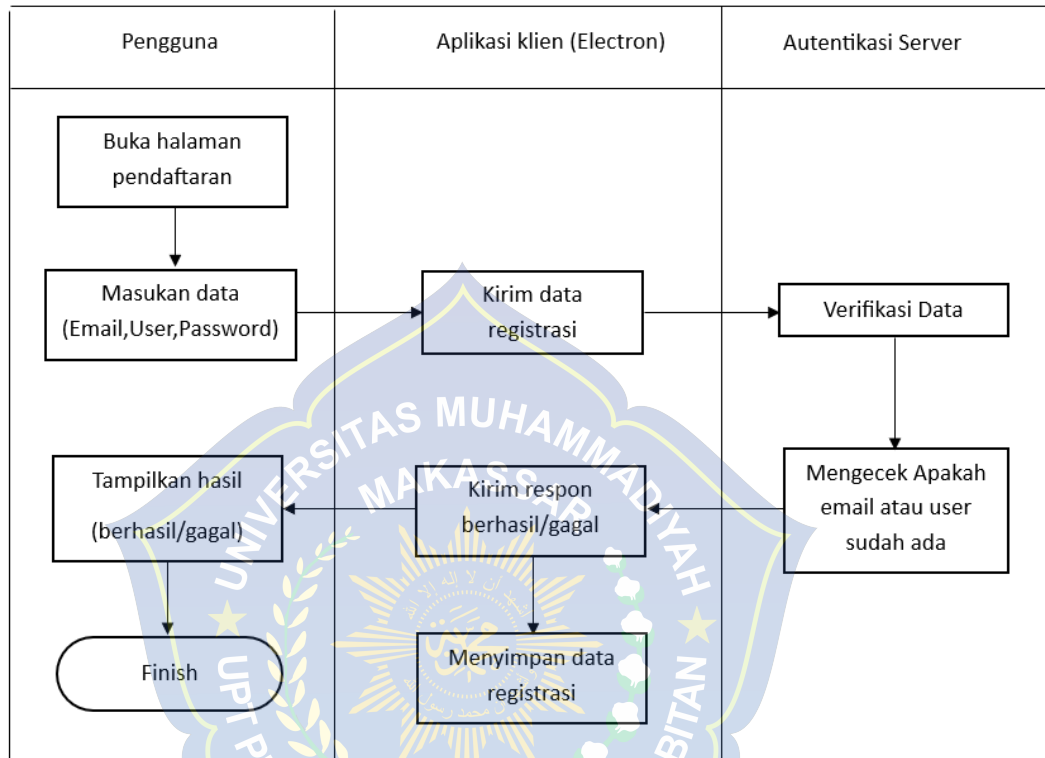 Pengguna
Aplikasi klien (Electron)
Autentikasi Server
Buka halaman
pendaftaran
Masukan data
(Email,User,Password)
Kirim data
registrasi
Verifikasi Data
UNIVERSITAS MUHAMMADIYAH
MAKASSAR
Tampilkan hasil
(berhasil/gagal)
Kirim respon
berhasil/gagal
Mengecek Apakah
email atau user
sudah ada
Finish
Menyimpan data
registrasi
UPT